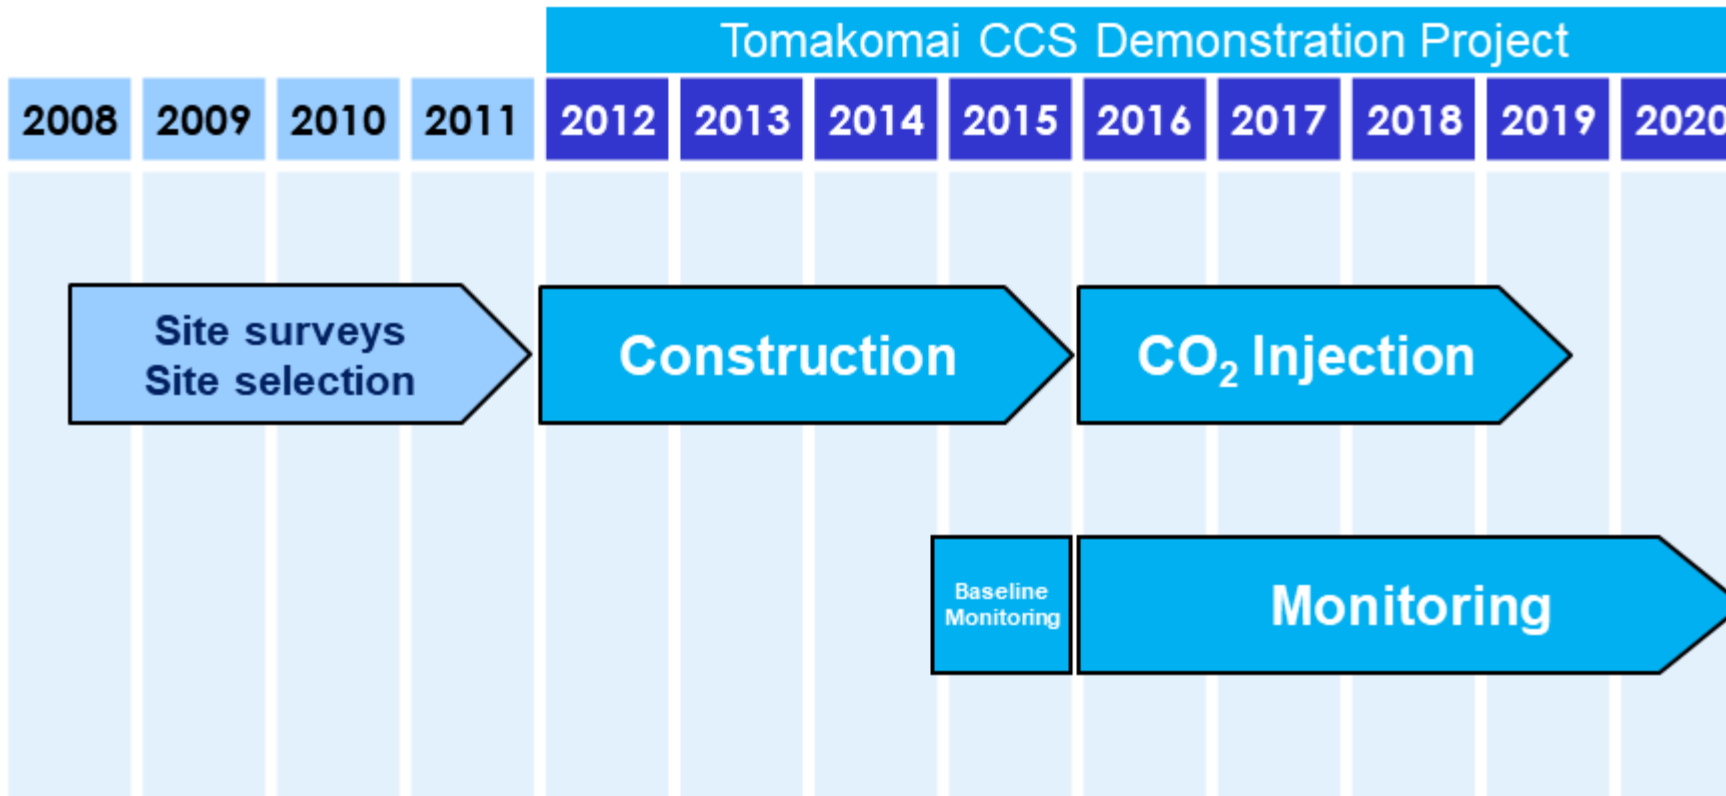 Tomakomai CCS Demonstration Project
2008 2009 2010 2011 2012 2013 2014 2015 2016 2017 2018 2019 2020
Site surveys
Site selection
Construction
CO₂ Injection
Baseline
Monitoring
Monitoring